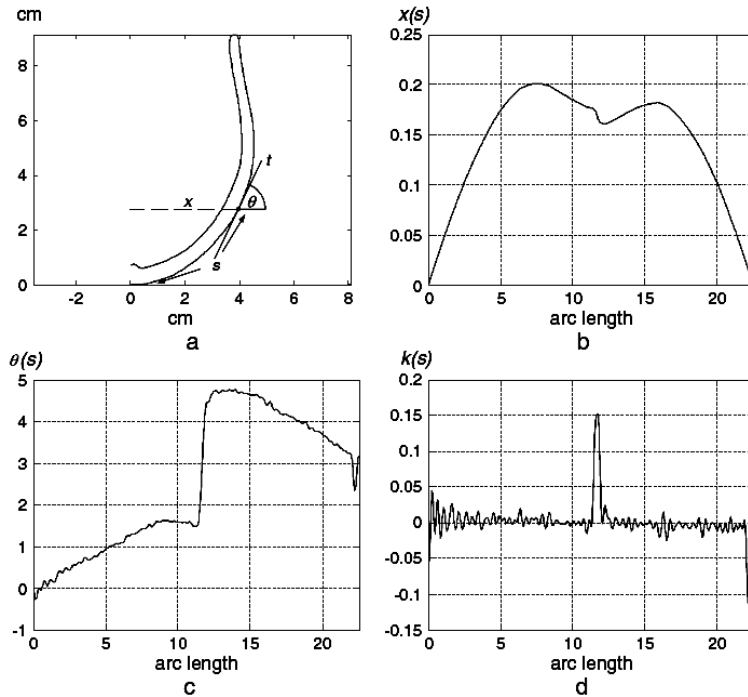 cm
8
6
4
2
0
-2 0 2 4 6 8
cm
a
x
θ
t
s
x(s)
0.25
0.2
0.15
0.1
0.05
0
0 5 10 15 20
arc length
b
θ(s)
5
4
3
2
1
0
-1
0 5 10 15 20
arc length
c
k(s)
0.2
0.15
0.1
0.05
0
-0.05
-0.1
-0.15
0 5 10 15 20
arc length
d